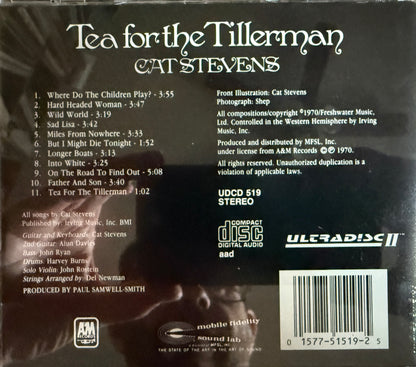 Tea for the Tillerman
CAT STEVENS
1. Where Do The Children Play? - 3:55
2. Hard Headed Woman - 3:47
3. Wild World - 3:19
4. Sad Lisa - 3:42
5. Miles From Nowhere - 3:33
6. But I Might Die Tonight - 1:52
7. Longer Boats - 3:13
8. Into White - 3:25
9. On The Road To Find Out - 5:08
10. Father And Son - 3:40
11. Tea For The Tillerman - 1:02
All songs by Cat Stevens
Published by: Irving Music, Inc. BMI
Guitar and Keyboards: Cat Stevens
2nd Guitar: Alun Davies
Bass: John Ryan
Drums: Harvey Burns
Solo Violin: John Rostein
Strings Arranged by: Del Newman
PRODUCED BY PAUL SAMWELL-SMITH
Front Illustration: Cat Stevens
Photograph: Shep
All compositions/copyright ©1970/Freshwater Music,
Ltd. Controlled in the Western Hemisphere by Irving
Music, Inc.
Produced and distributed by MFSL, Inc.
under license from A&M Records ©℗ 1970.
All rights reserved. Unauthorized duplication is a
violation of applicable laws.
UDCD 519
STEREO
COMPACT
disc
DIGITAL AUDIO
aad
ULTRADISC II™
A&M
RECORDS
mobile fidelity
sound lab
MFSL, INC.
THE STATE OF THE ART IN THE ART OF SOUND
0 15775-1519-2 5